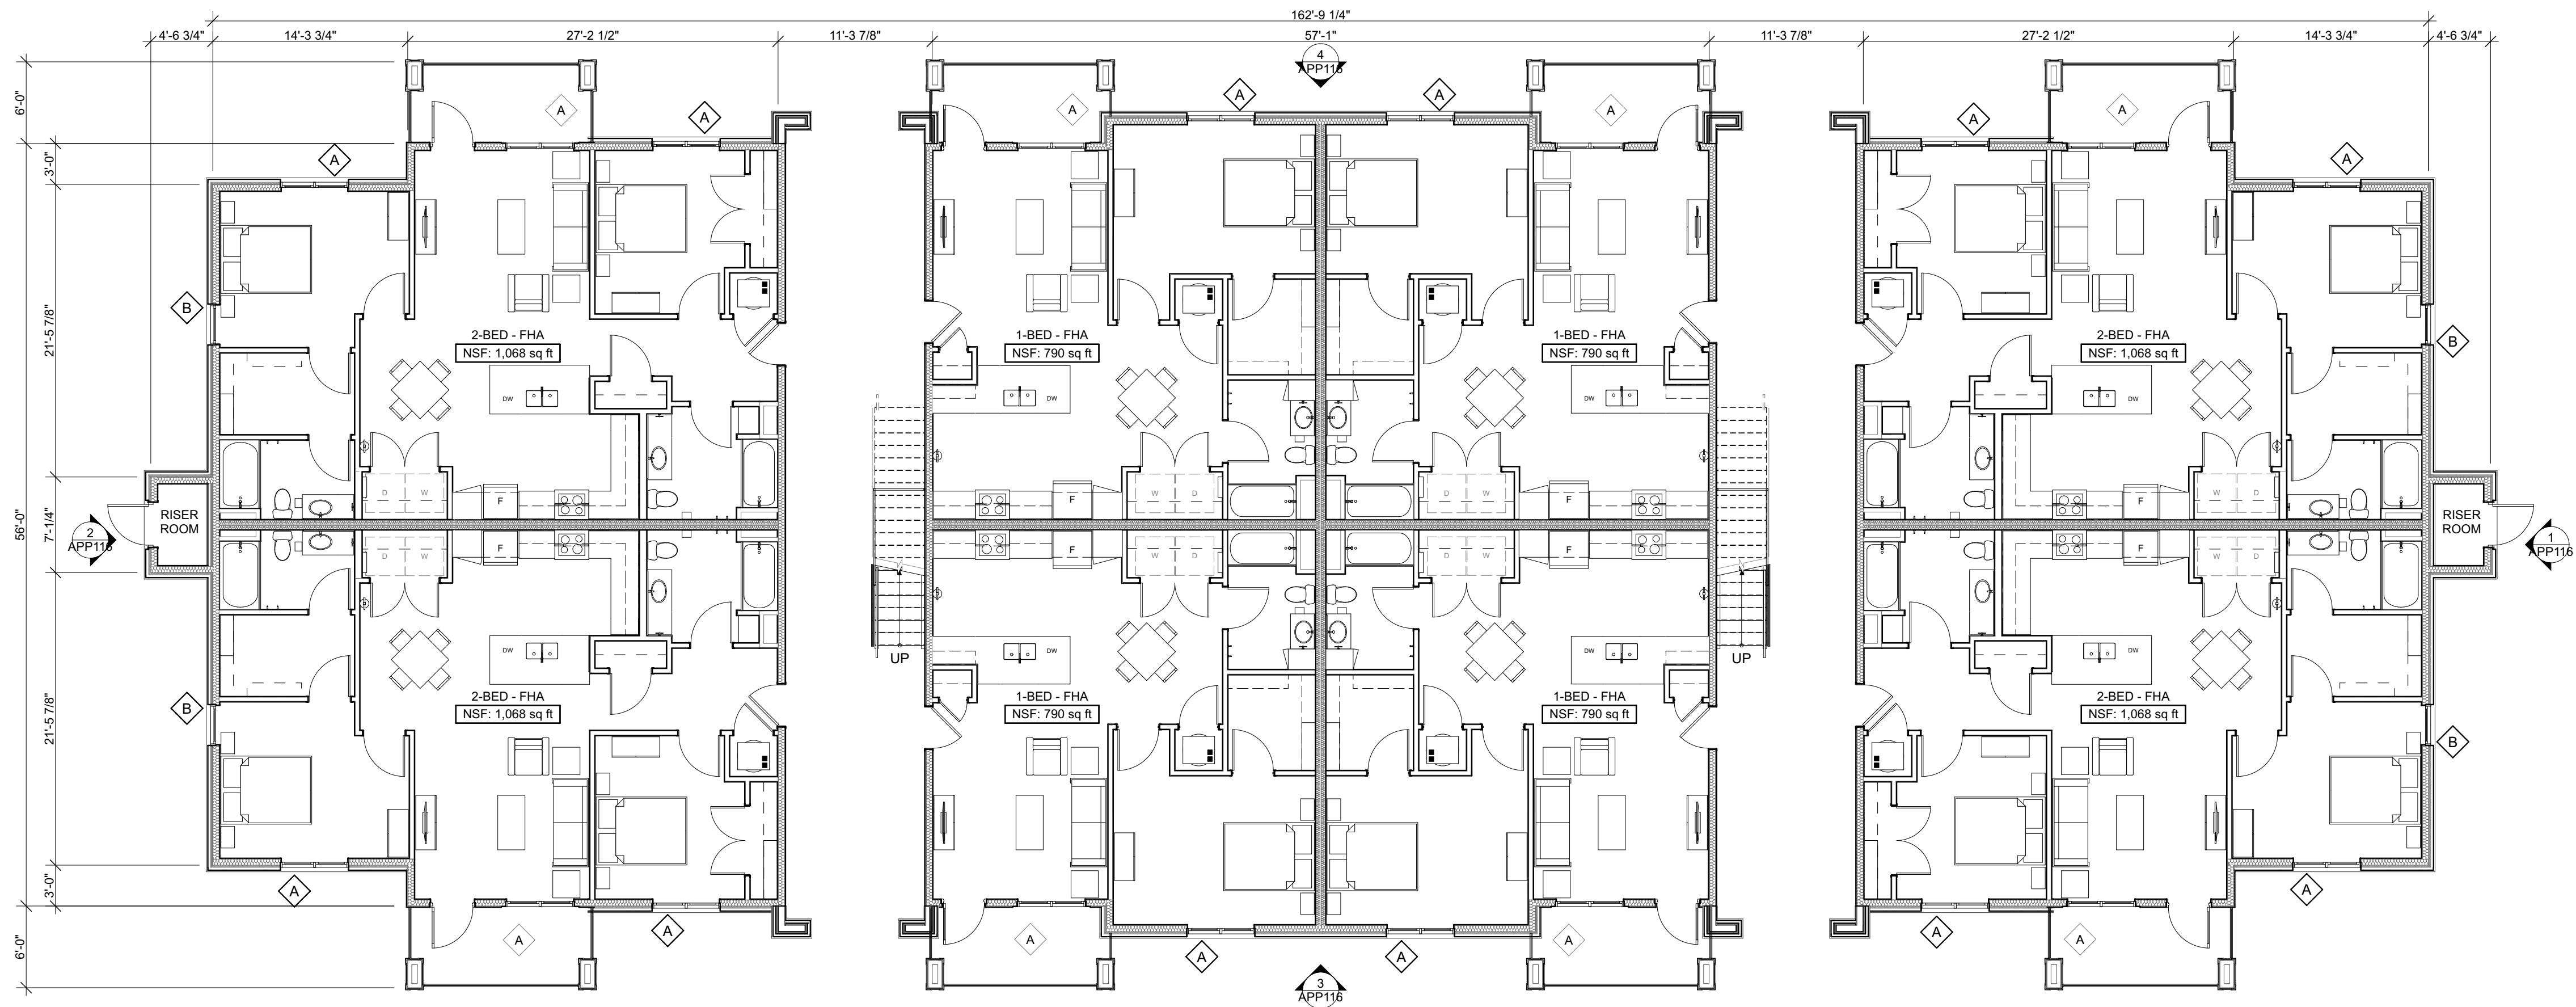 162'-9 1/4"
4'-6 3/4" 14'-3 3/4" 27'-2 1/2" 11'-3 7/8" 57'-1" 11'-3 7/8" 27'-2 1/2" 14'-3 3/4" 4'-6 3/4"
4
APP116
6'-0"
A A A A A A A A
3'-0"
A A
B B
21'-5 7/8"
2-BED - FHA
NSF: 1,068 sq ft
1-BED - FHA
NSF: 790 sq ft
1-BED - FHA
NSF: 790 sq ft
2-BED - FHA
NSF: 1,068 sq ft
DW DW DW DW
D W F F W D D W F F W D
56'-0"
7'-1/4"
2
APP116
RISER
ROOM
RISER
ROOM
1
APP116
D W F F W D D W F F W D
DW DW DW DW
UP UP
2-BED - FHA
NSF: 1,068 sq ft
1-BED - FHA
NSF: 790 sq ft
1-BED - FHA
NSF: 790 sq ft
2-BED - FHA
NSF: 1,068 sq ft
B B
21'-5 7/8"
3'-0"
A A
A A A A A A A A
6'-0"
3
APP116